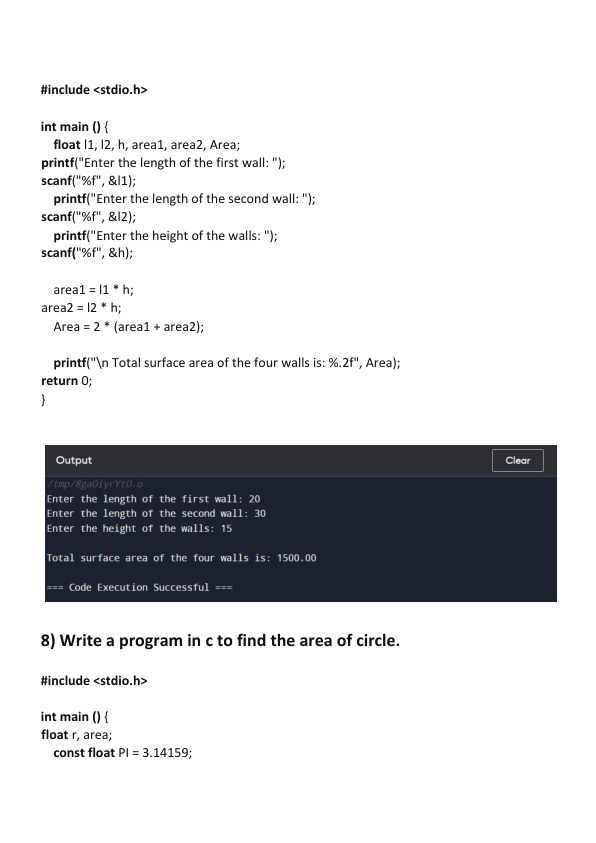 #include <stdio.h>
int main () {
float l1, l2, h, area1, area2, Area;
printf("Enter the length of the first wall: ");
scanf("%f", &l1);
printf("Enter the length of the second wall: ");
scanf("%f", &l2);
printf("Enter the height of the walls: ");
scanf("%f", &h);
area1 = l1 * h;
area2 = l2 * h;
Area = 2 * (area1 + area2);
printf("\n Total surface area of the four walls is: %.2f", Area);
return 0;
}
Output Clear
Enter the length of the first wall: 20
Enter the length of the second wall: 30
Enter the height of the walls: 15
Total surface area of the four walls is: 1500.00
=== Code Execution Successful ===
8) Write a program in c to find the area of circle.
#include <stdio.h>
int main () {
float r, area;
const float PI = 3.14159;